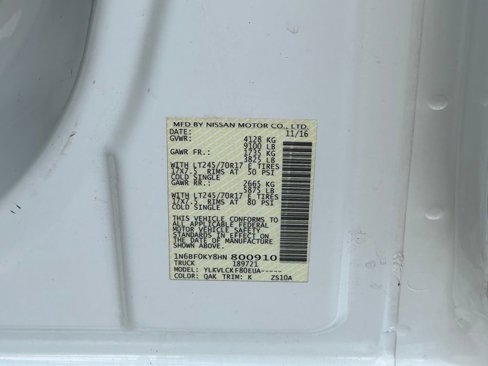 MFD BY NISSAN MOTOR CO., LTD.
DATE: 11/16
GVWR: 4128 KG
9100 LB
GAWR FR.: 1735 KG
3825 LB
WITH LT245/70R17 E TIRES
17X7.5 RIMS AT 50 PSI
COLD SINGLE
GAWR RR.: 2665 KG
5875 LB
WITH LT245/70R17 E TIRES
17X7.5 RIMS AT 80 PSI
COLD SINGLE
THIS VEHICLE CONFORMS TO
ALL APPLICABLE FEDERAL
MOTOR VEHICLE SAFETY
STANDARDS IN EFFECT ON
THE DATE OF MANUFACTURE
SHOWN ABOVE.
1N6BF0KY8HN 800910
TRUCK 189721
MODEL: YLKVLCKF80EUA-----
COLOR: QAK TRIM: K ZS10A